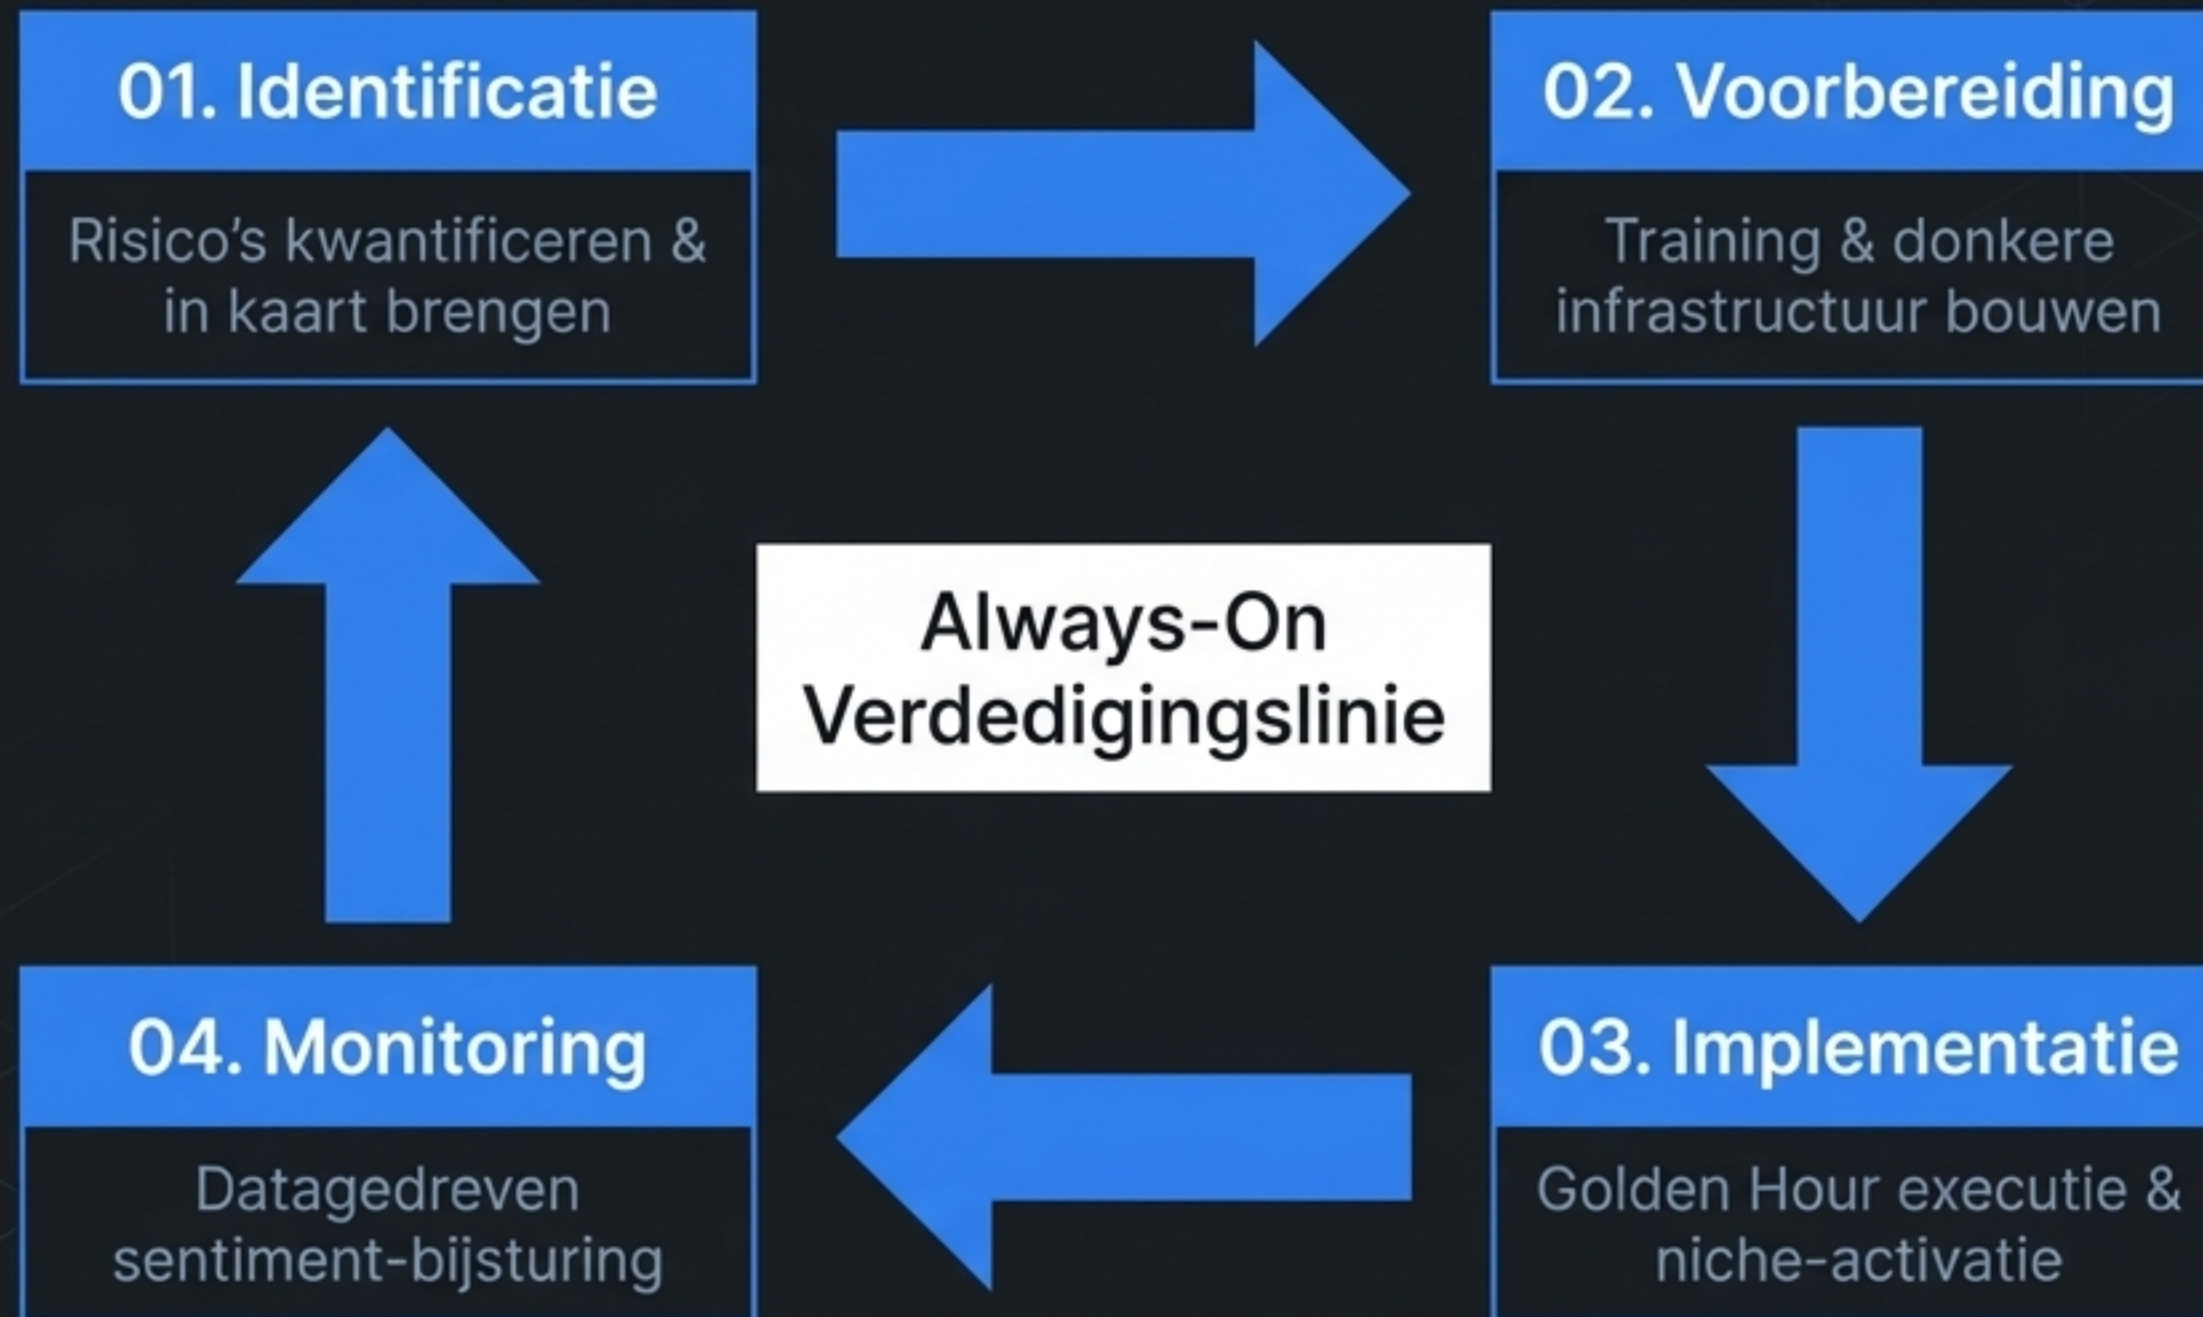 01. Identificatie
Risico’s kwantificeren &
in kaart brengen
02. Voorbereiding
Training & donkere
infrastructuur bouwen
Always-On
Verdedigingslinie
04. Monitoring
Datagedreven
sentiment-bijsturing
03. Implementatie
Golden Hour executie &
niche-activatie